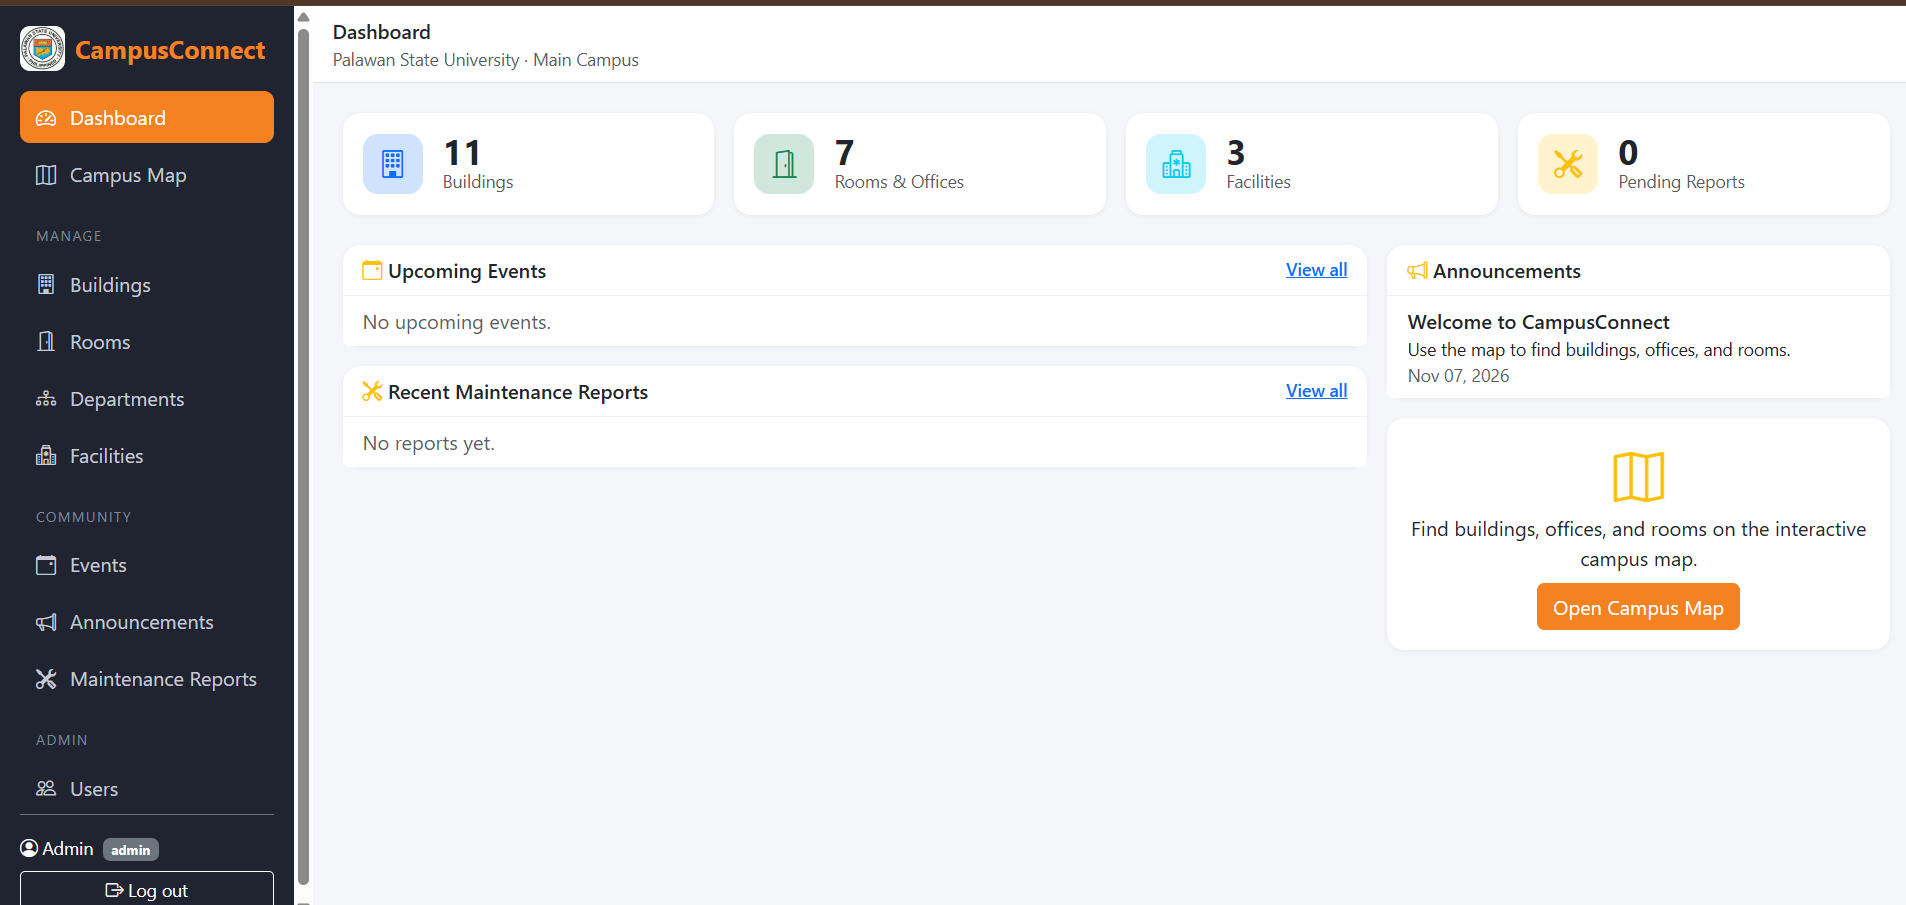 CampusConnect
Dashboard
Campus Map
MANAGE
Buildings
Rooms
Departments
Facilities
COMMUNITY
Events
Announcements
Maintenance Reports
ADMIN
Users
Admin admin
Log out
Dashboard
Palawan State University · Main Campus
11
Buildings
7
Rooms & Offices
3
Facilities
0
Pending Reports
Upcoming Events View all
No upcoming events.
Recent Maintenance Reports View all
No reports yet.
Announcements
Welcome to CampusConnect
Use the map to find buildings, offices, and rooms.
Nov 07, 2026
Find buildings, offices, and rooms on the interactive
campus map.
Open Campus Map